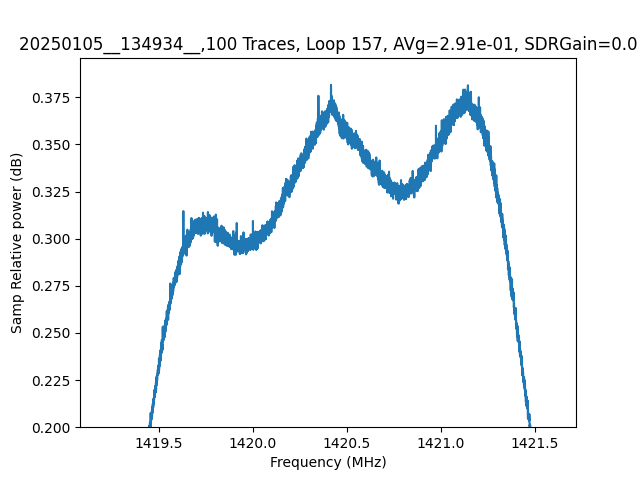 20250105__134934__,100 Traces, Loop 157, AVg=2.91e-01, SDRGain=0.0
Samp Relative power (dB)
0.375
0.350
0.325
0.300
0.275
0.250
0.225
0.200
1419.5 1420.0 1420.5 1421.0 1421.5
Frequency (MHz)